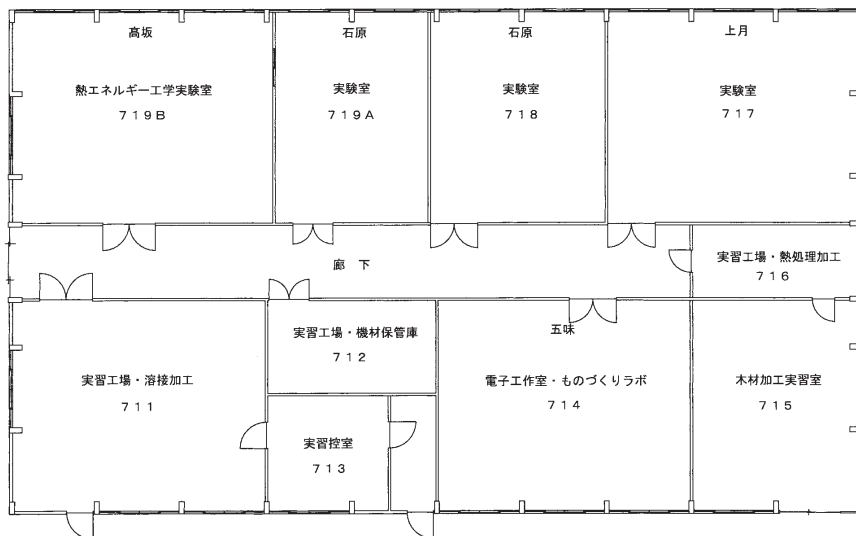 髙坂
熱エネルギー工学実験室
７１９Ｂ
石原
実験室
７１９Ａ
石原
実験室
７１８
上月
実験室
７１７
廊　下
実習工場・熱処理加工
７１６
実習工場・溶接加工
７１１
実習工場・機材保管庫
７１２
実習控室
７１３
五味
電子工作室・ものづくりラボ
７１４
木材加工実習室
７１５